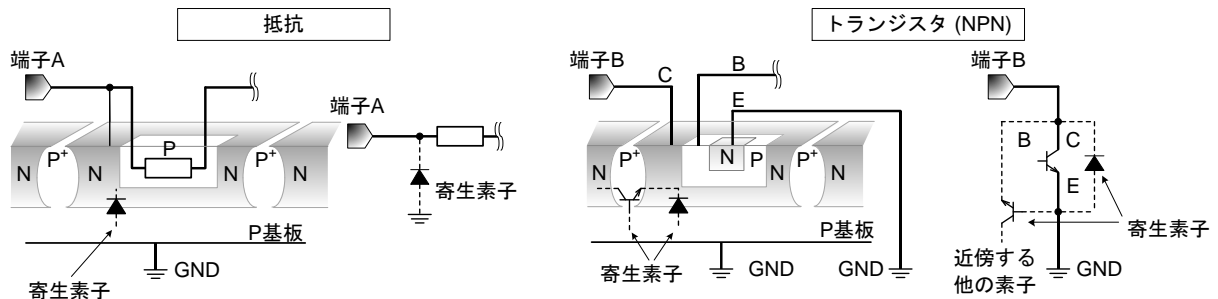 抵抗
端子A
P
N
P⁺
N
N
P⁺
N
P基板
寄生素子
GND
端子A
寄生素子
トランジスタ (NPN)
端子B
C
B
E
N
P⁺
N
N
P
N
P⁺
N
P基板
寄生素子
GND
GND
端子B
B
C
E
寄生素子
近傍する
他の素子
GND